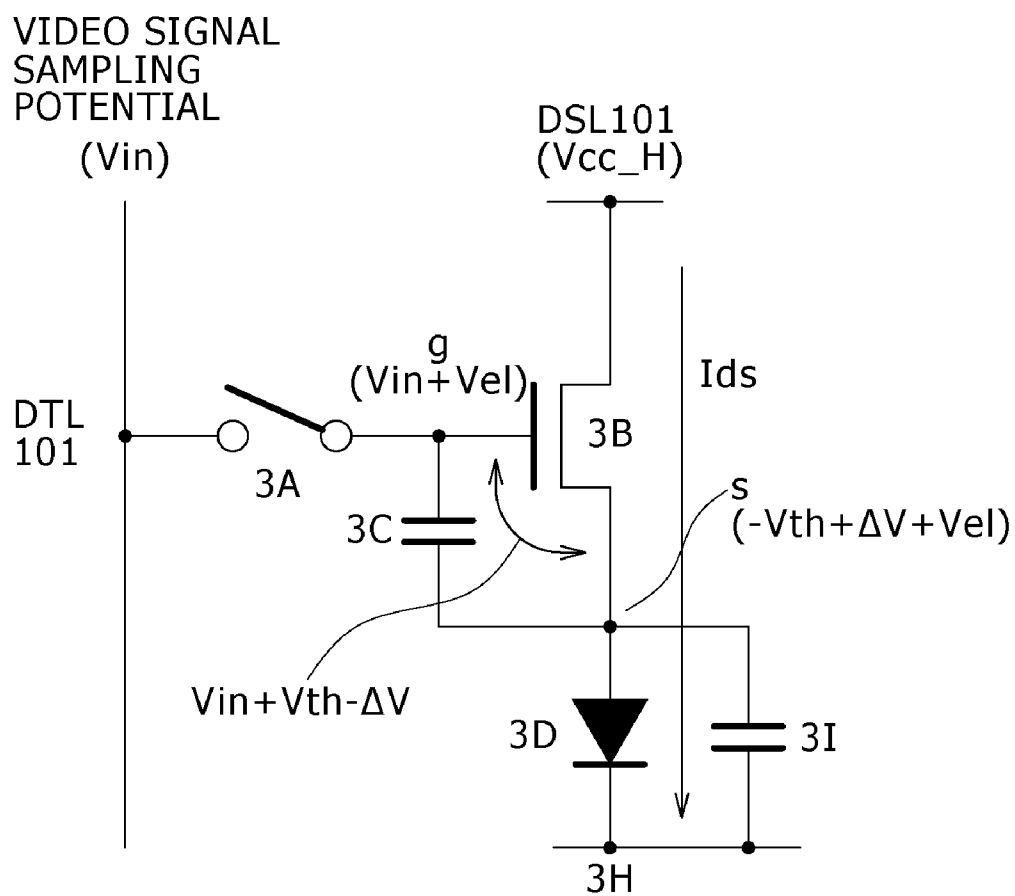 VIDEO SIGNAL
SAMPLING
POTENTIAL
(Vin)
DSL101
(Vcc_H)
g
(Vin+Vel)
Ids
DTL
101
3B
3A
s
(-Vth+ΔV+Vel)
3C
Vin+Vth-ΔV
3D
3I
3H